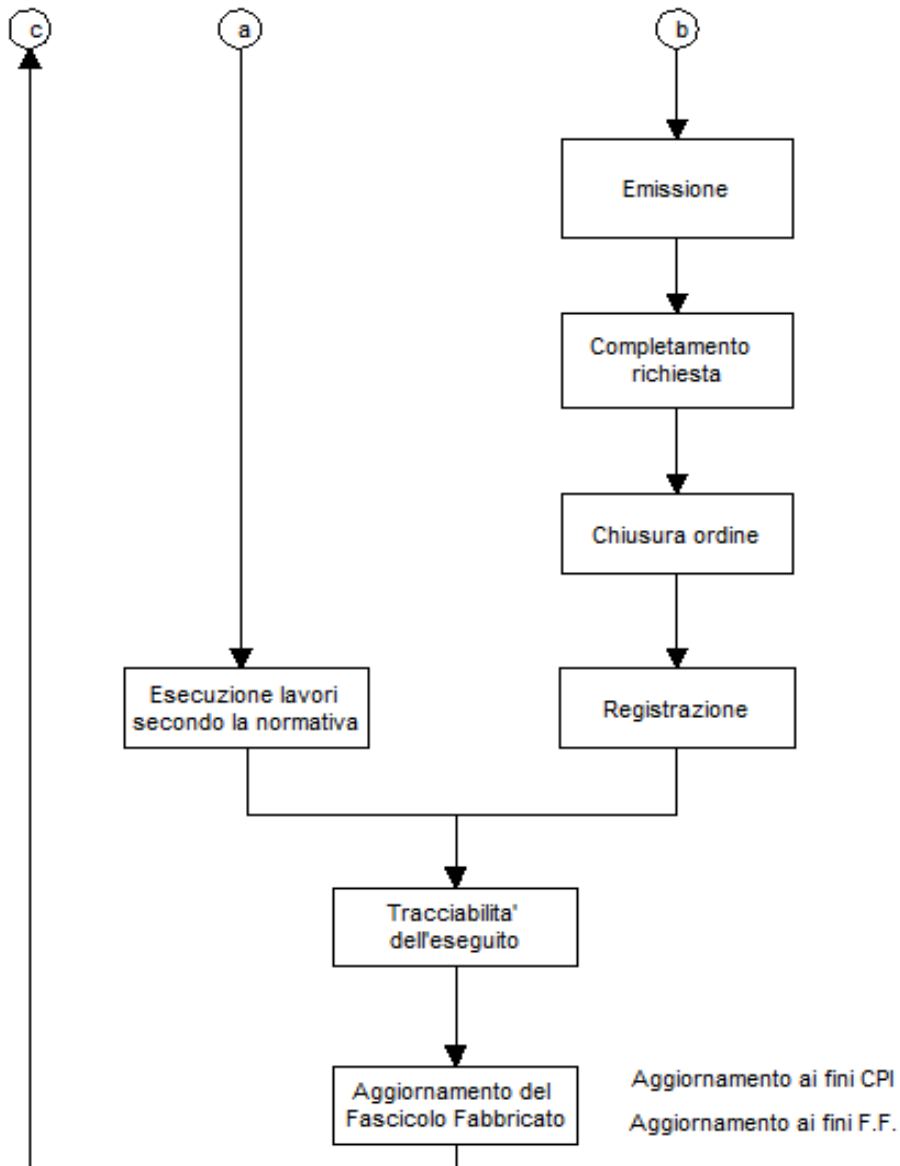 c
a
b
Emissione
Completamento
richiesta
Chiusura ordine
Esecuzione lavori
secondo la normativa
Registrazione
Tracciabilita'
dell'eseguito
Aggiornamento del
Fascicolo Fabbricato
Aggiornamento ai fini CPI
Aggiornamento ai fini F.F.